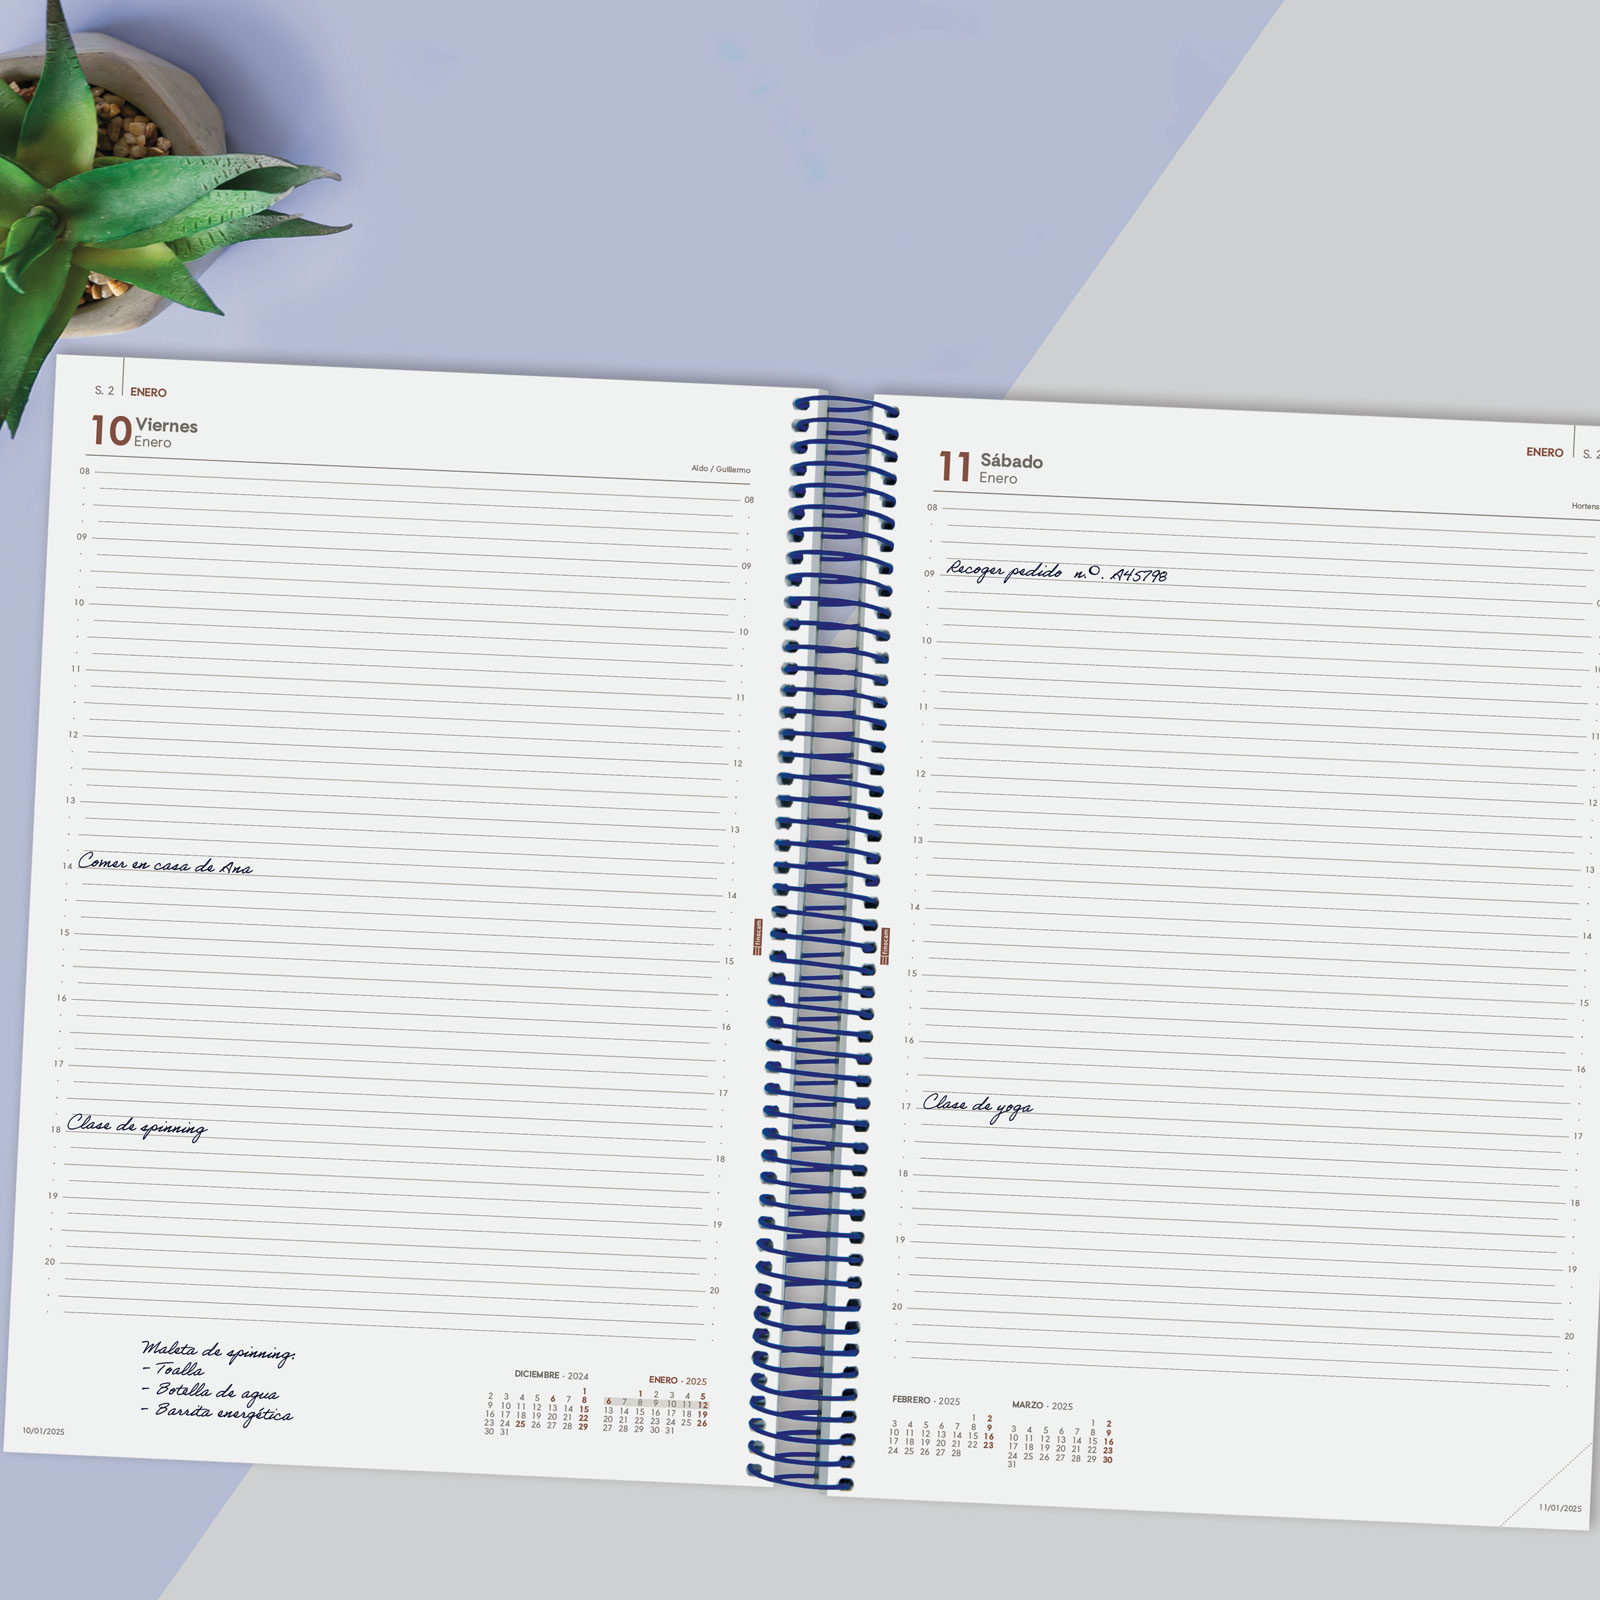 S. 2 ENERO
10 Viernes
Enero
Aldo / Guillermo
08 08
09 09
10 10
11 11
12 12
13 13
14 Comer en casa de Ana 14
15 15
16 16
17 17
18 Clase de spinning 18
19 19
20 20
Maleta de spinning:
- Toalla
- Botella de agua
- Barrita energética
10/01/2025
DICIEMBRE · 2024
1
2 3 4 5 6 7 8
9 10 11 12 13 14 15
16 17 18 19 20 21 22
23 24 25 26 27 28 29
30 31
ENERO · 2025
1 2 3 4 5
6 7 8 9 10 11 12
13 14 15 16 17 18 19
20 21 22 23 24 25 26
27 28 29 30 31
finocam
finocam
ENERO S. 2
11 Sábado
Enero
Hortens
08
09 Recoger pedido n.º. A45798 0
10 10
11 11
12 12
13 13
14 14
15 15
16 16
17 Clase de yoga 17
18 18
19 19
20 20
FEBRERO · 2025
1 2
3 4 5 6 7 8 9
10 11 12 13 14 15 16
17 18 19 20 21 22 23
24 25 26 27 28
MARZO · 2025
1 2
3 4 5 6 7 8 9
10 11 12 13 14 15 16
17 18 19 20 21 22 23
24 25 26 27 28 29 30
31
11/01/2025